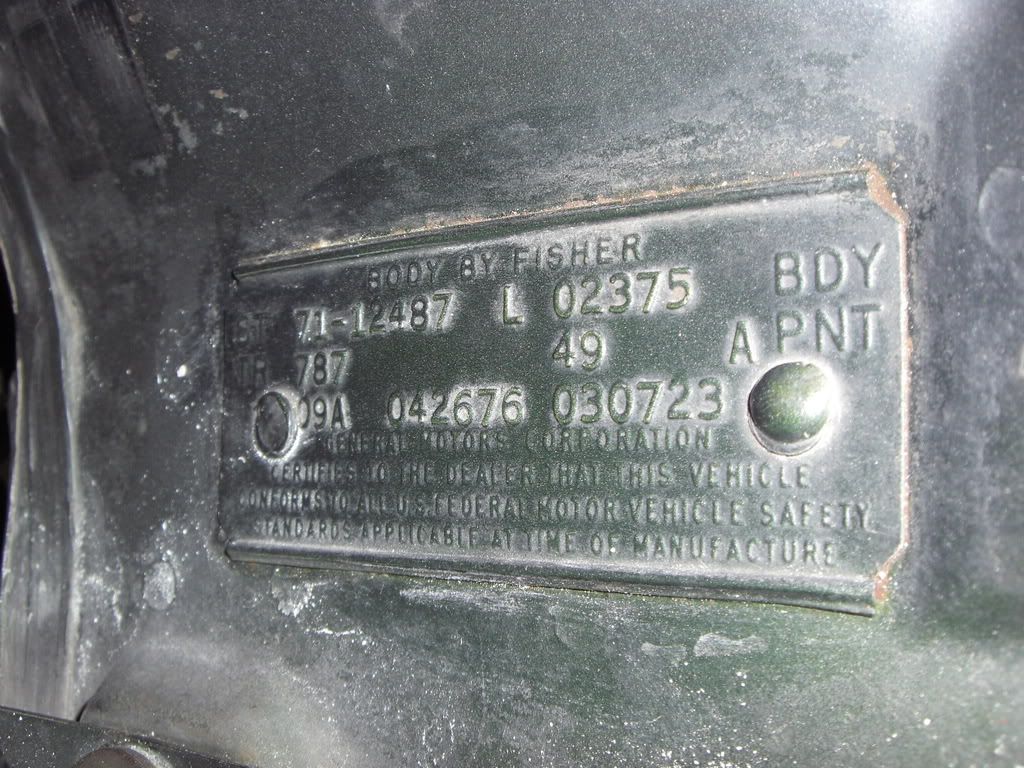 BODY BY FISHER
ST 71-12487 L 02375 BDY
TR 787 49 A PNT
09A 042676 030723
GENERAL MOTORS CORPORATION
CERTIFIES TO THE DEALER THAT THIS VEHICLE
CONFORMS TO ALL U.S. FEDERAL MOTOR VEHICLE SAFETY
STANDARDS APPLICABLE AT TIME OF MANUFACTURE